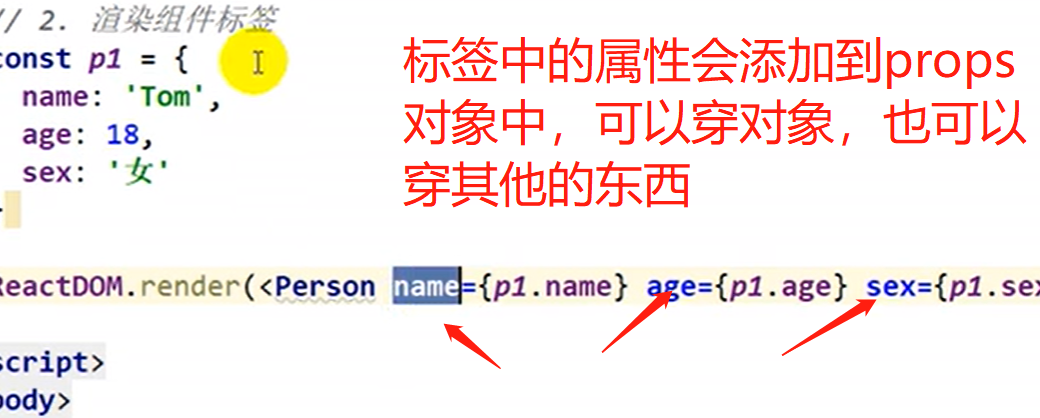 // 2. 渲染组件标签
const p1 = {
name: 'Tom',
age: 18,
sex: '女'
标签中的属性会添加到props
对象中，可以穿对象，也可以
穿其他的东西
ReactDOM.render(<Person name={p1.name} age={p1.age} sex={p1.sex
script>
body>